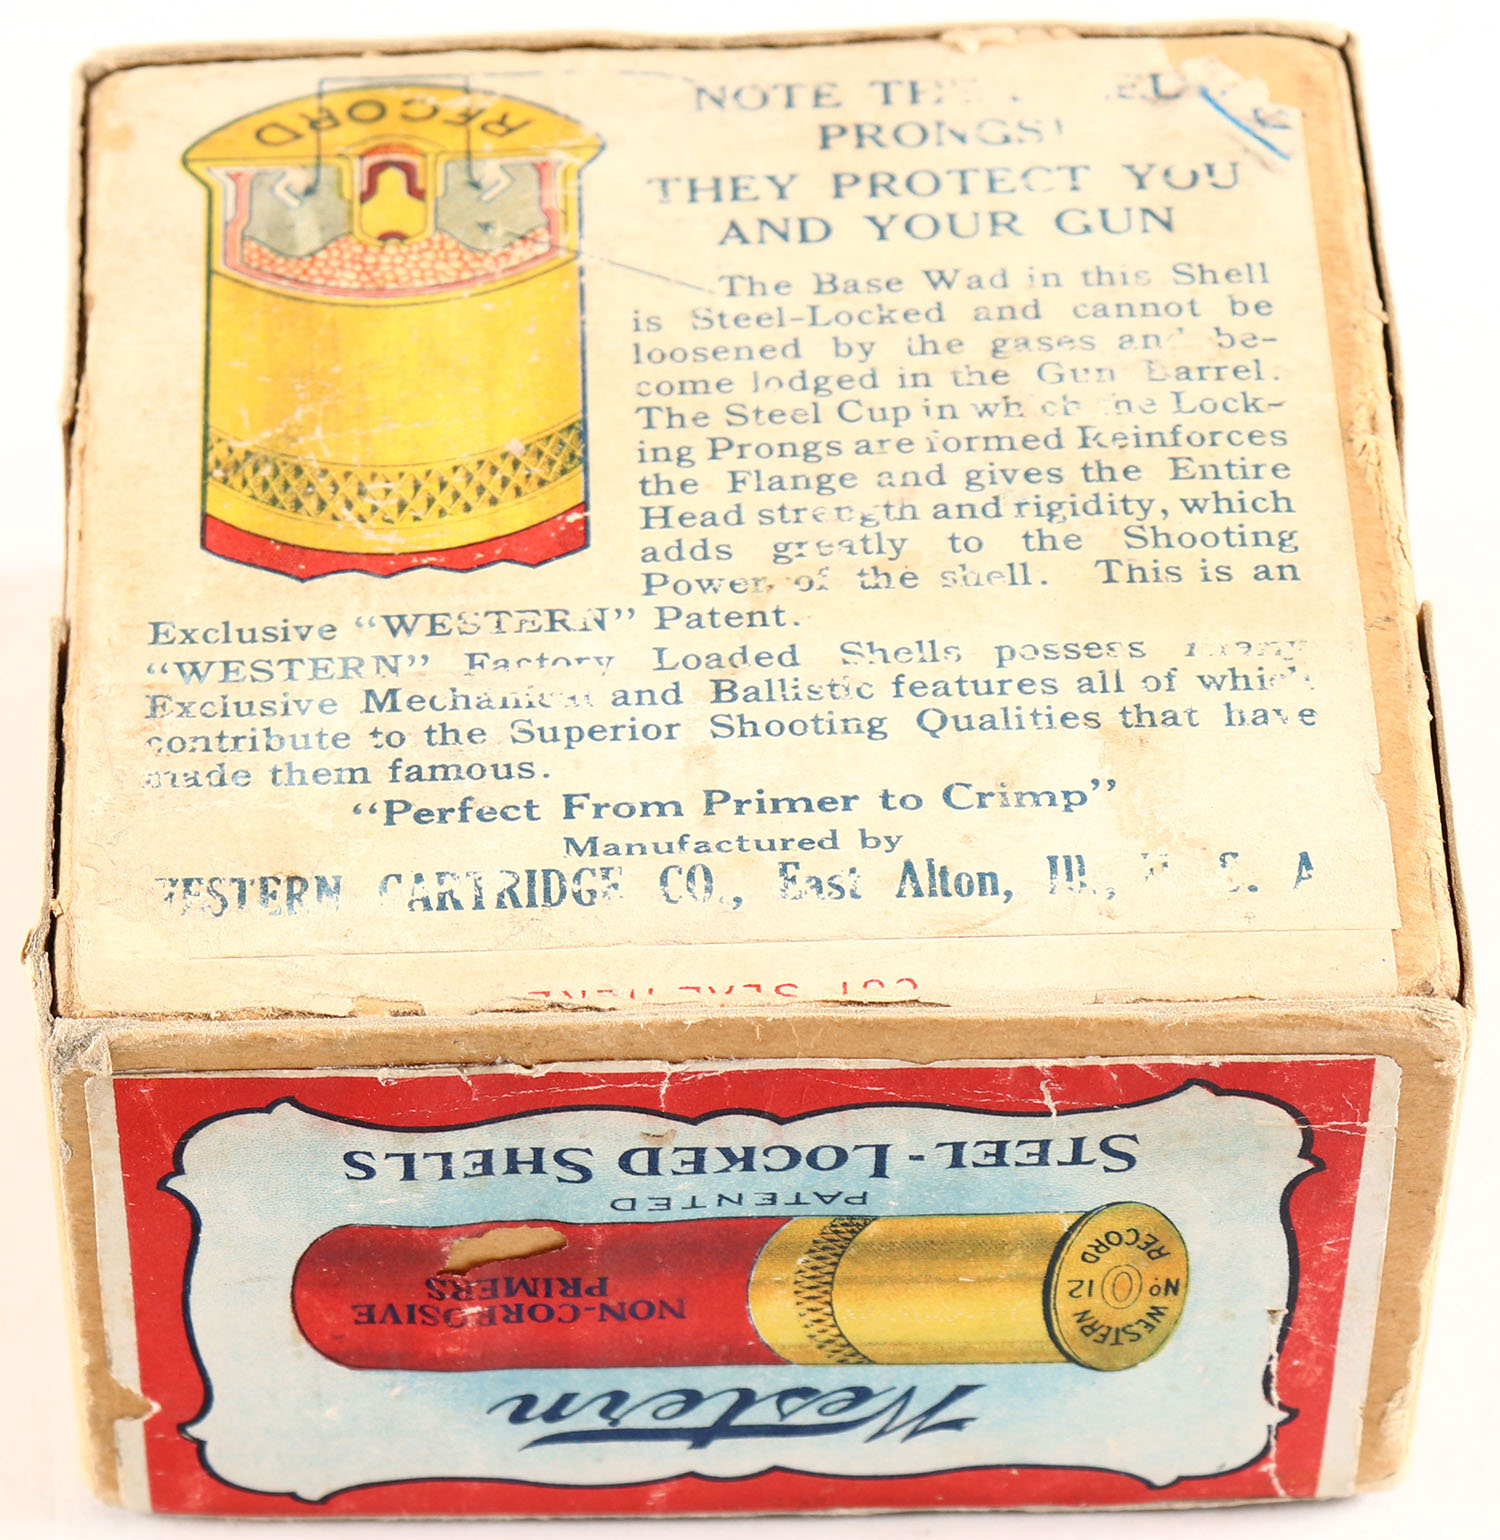 RECORD
NOTE
PRONGS!
THEY PROTECT YOU
AND YOUR GUN
The Base Wad in this Shell
is Steel-Locked and cannot be
loosened by the gases and be-
come lodged in the Gun Barrel.
The Steel Cup in which the Lock-
ing Prongs are formed Reinforces
the Flange and gives the Entire
Head strength and rigidity, which
adds greatly to the Shooting
Power, of the shell. This is an
Exclusive "WESTERN" Patent.
"WESTERN" Factory Loaded Shells possess many
Exclusive Mechanical and Ballistic features all of which
contribute to the Superior Shooting Qualities that have
made them famous.
"Perfect From Primer to Crimp"
Manufactured by
WESTERN CARTRIDGE CO., East Alton, Ill., U. S. A
CUT SEAL HERE
Western
NON-CORROSIVE
PRIMERS
WESTERN
No 12
RECORD
PATENTED
STEEL-LOCKED SHELLS